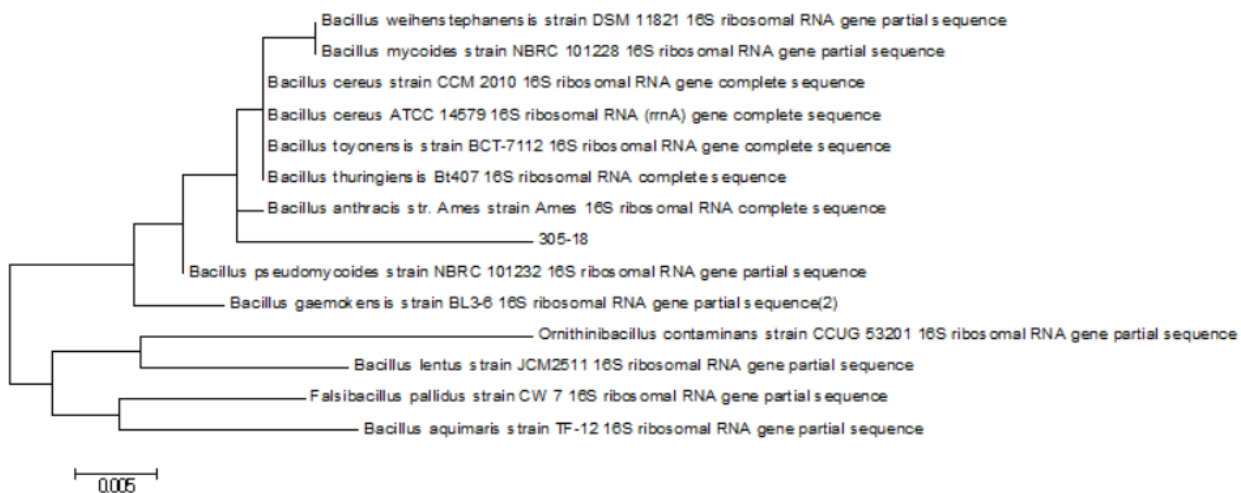 Bacillus weihenstephanensis strain DSM 11821 16S ribosomal RNA gene partial sequence
Bacillus mycoides strain NBRC 101228 16S ribosomal RNA gene partial sequence
Bacillus cereus strain CCM 2010 16S ribosomal RNA gene complete sequence
Bacillus cereus ATCC 14579 16S ribosomal RNA (rrnA) gene complete sequence
Bacillus toyonensis strain BCT-7112 16S ribosomal RNA gene complete sequence
Bacillus thuringiensis Bt407 16S ribosomal RNA complete sequence
Bacillus anthracis str. Ames strain Ames 16S ribosomal RNA complete sequence
305-18
Bacillus pseudomycoides strain NBRC 101232 16S ribosomal RNA gene partial sequence
Bacillus gaemokensis strain BL3-6 16S ribosomal RNA gene partial sequence(2)
Ornithinibacillus contaminans strain CCUG 53201 16S ribosomal RNA gene partial sequence
Bacillus lentus strain JCM2511 16S ribosomal RNA gene partial sequence
Falsibacillus pallidus strain CW 7 16S ribosomal RNA gene partial sequence
Bacillus aquimaris strain TF-12 16S ribosomal RNA gene partial sequence
0.005